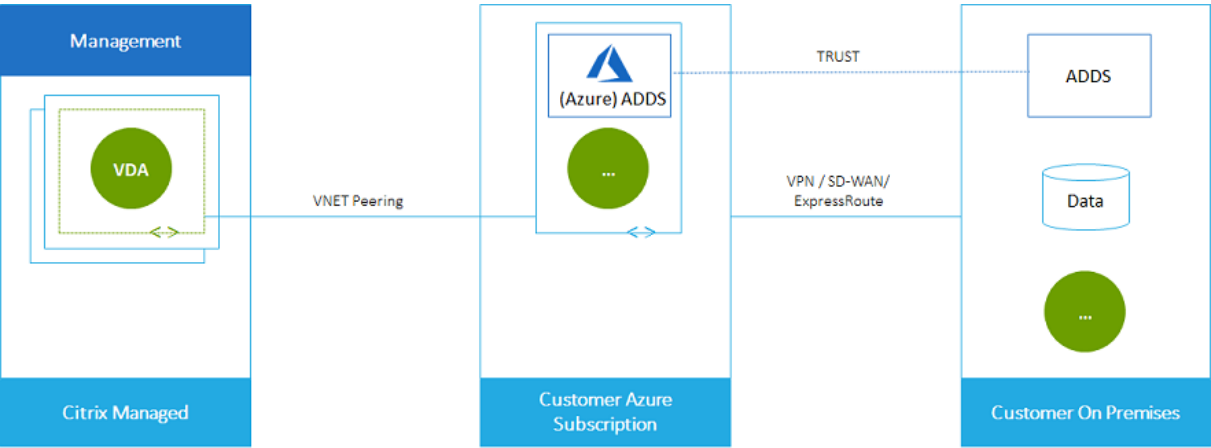 Management
VDA
Citrix Managed
VNET Peering
(Azure) ADDS
...
Customer Azure
Subscription
TRUST
VPN / SD-WAN/
ExpressRoute
ADDS
Data
...
Customer On Premises